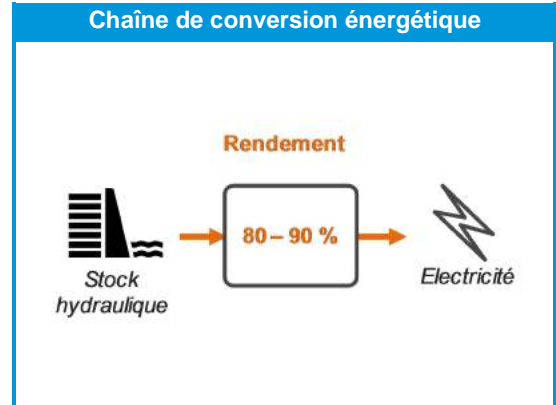 Chaîne de conversion énergétique
Rendement
80 – 90 %
Stock
hydraulique
Electricité